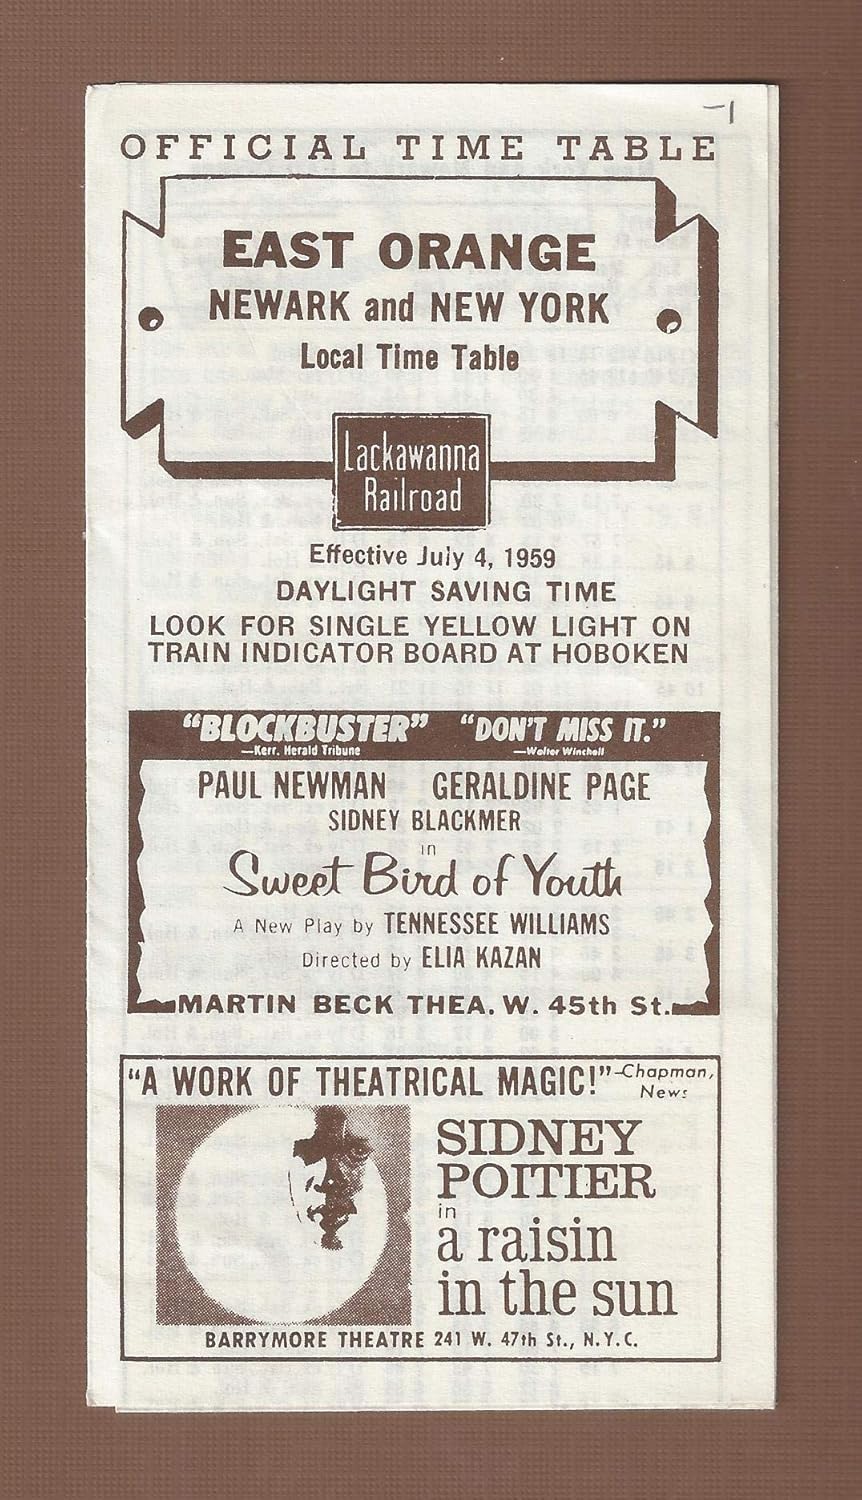 -1
OFFICIAL TIME TABLE
EAST ORANGE
NEWARK and NEW YORK
Local Time Table
Lackawanna
Railroad
Effective July 4, 1959
DAYLIGHT SAVING TIME
LOOK FOR SINGLE YELLOW LIGHT ON
TRAIN INDICATOR BOARD AT HOBOKEN
"BLOCKBUSTER" "DON'T MISS IT."
—Kerr, Herald Tribune —Walter Winchell
PAUL NEWMAN GERALDINE PAGE
SIDNEY BLACKMER
in
Sweet Bird of Youth
A New Play by TENNESSEE WILLIAMS
Directed by ELIA KAZAN
MARTIN BECK THEA. W. 45th St.
"A WORK OF THEATRICAL MAGIC!" -Chapman,
News
SIDNEY
POITIER
in
a raisin
in the sun
BARRYMORE THEATRE 241 W. 47th St., N.Y.C.